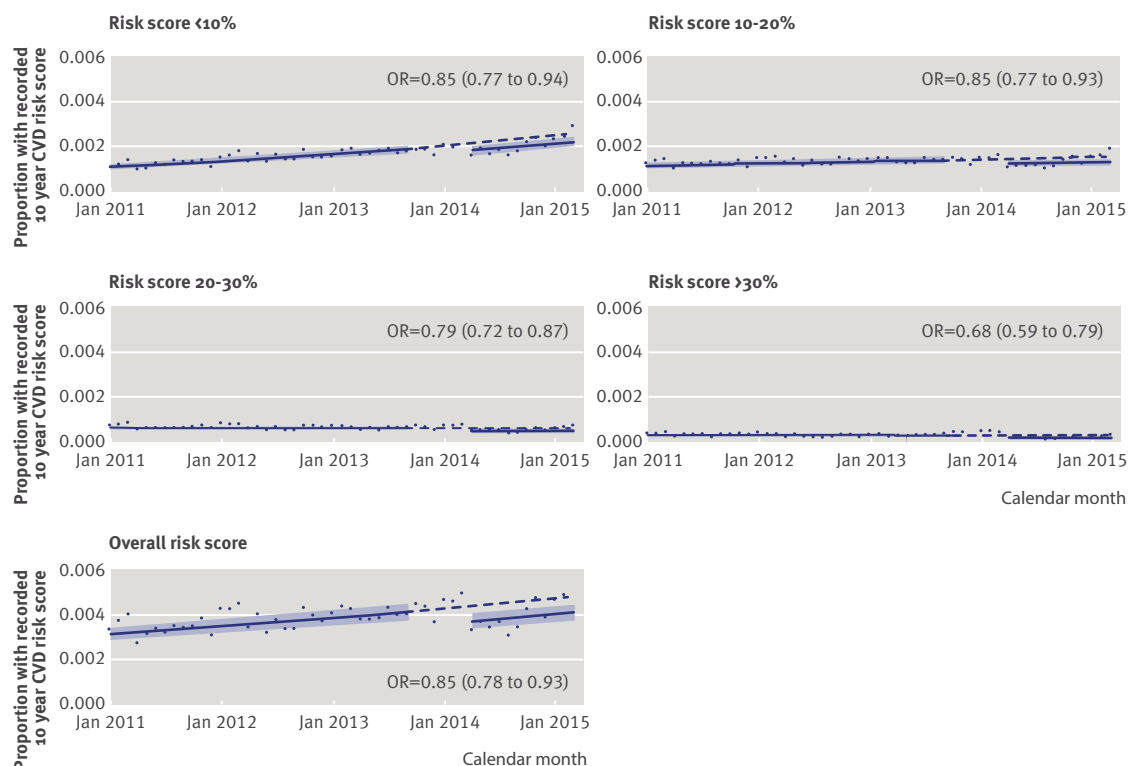 Risk score <10%
Risk score 10-20%
Proportion with recorded
10 year CVD risk score
0.006
0.004
0.002
0.000
OR=0.85 (0.77 to 0.94)
Jan 2011 Jan 2012 Jan 2013 Jan 2014 Jan 2015
0.006
0.004
0.002
0.000
OR=0.85 (0.77 to 0.93)
Jan 2011 Jan 2012 Jan 2013 Jan 2014 Jan 2015
Risk score 20-30%
Risk score >30%
Proportion with recorded
10 year CVD risk score
0.006
0.004
0.002
0.000
OR=0.79 (0.72 to 0.87)
Jan 2011 Jan 2012 Jan 2013 Jan 2014 Jan 2015
0.006
0.004
0.002
0.000
OR=0.68 (0.59 to 0.79)
Jan 2011 Jan 2012 Jan 2013 Jan 2014 Jan 2015
Calendar month
Overall risk score
Proportion with recorded
10 year CVD risk score
0.006
0.004
0.002
0.000
OR=0.85 (0.78 to 0.93)
Jan 2011 Jan 2012 Jan 2013 Jan 2014 Jan 2015
Calendar month